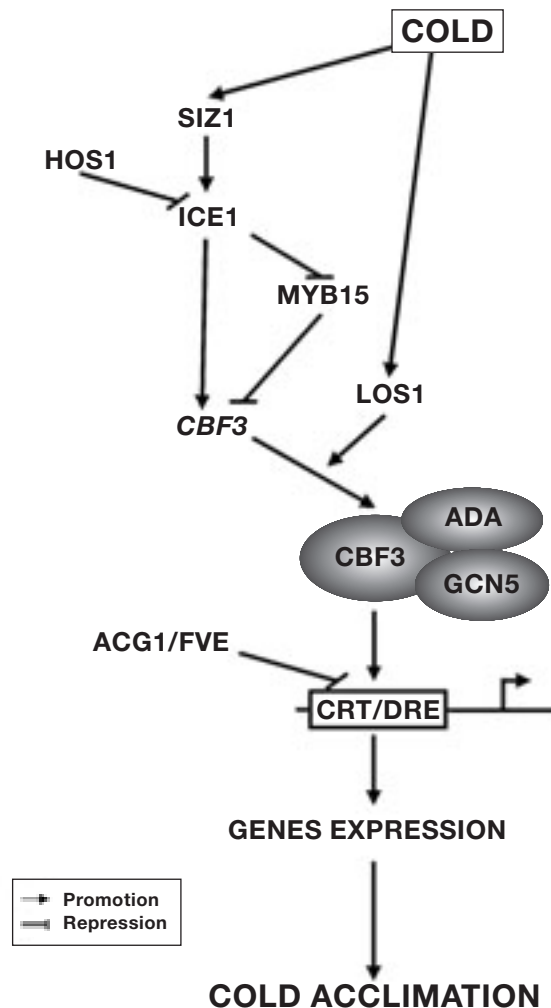 COLD
SIZ1
HOS1
ICE1
MYB15
LOS1
CBF3
ADA
CBF3
GCN5
ACG1/FVE
CRT/DRE
GENES EXPRESSION
Promotion
Repression
COLD ACCLIMATION